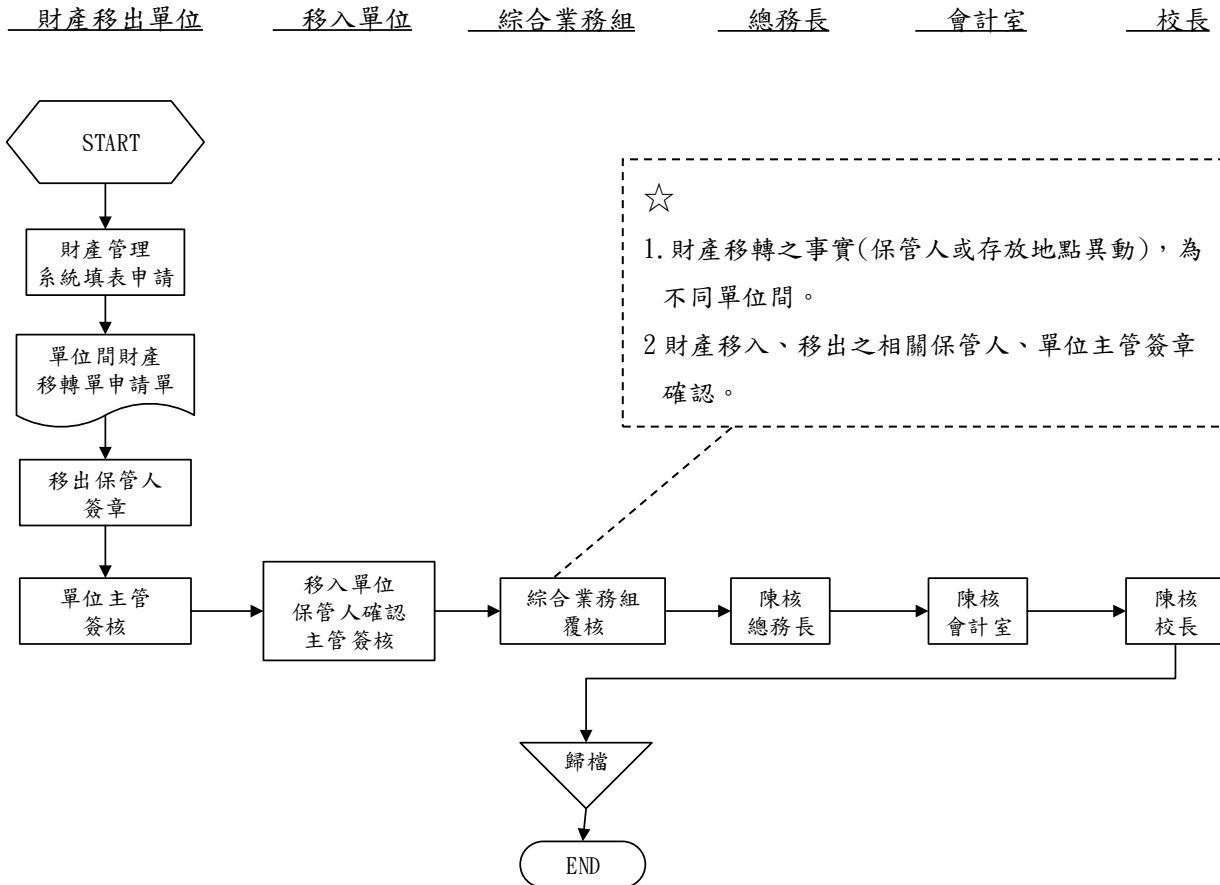 財產移出單位 移入單位 綜合業務組 總務長 會計室 校長
START
財產管理
系統填表申請
單位間財產
移轉單申請單
移出保管人
簽章
單位主管
簽核
移入單位
保管人確認
主管簽核
綜合業務組
覆核
陳核
總務長
陳核
會計室
陳核
校長
☆
1.財產移轉之事實(保管人或存放地點異動)，為
不同單位間。
2 財產移入、移出之相關保管人、單位主管簽章
確認。
歸檔
END